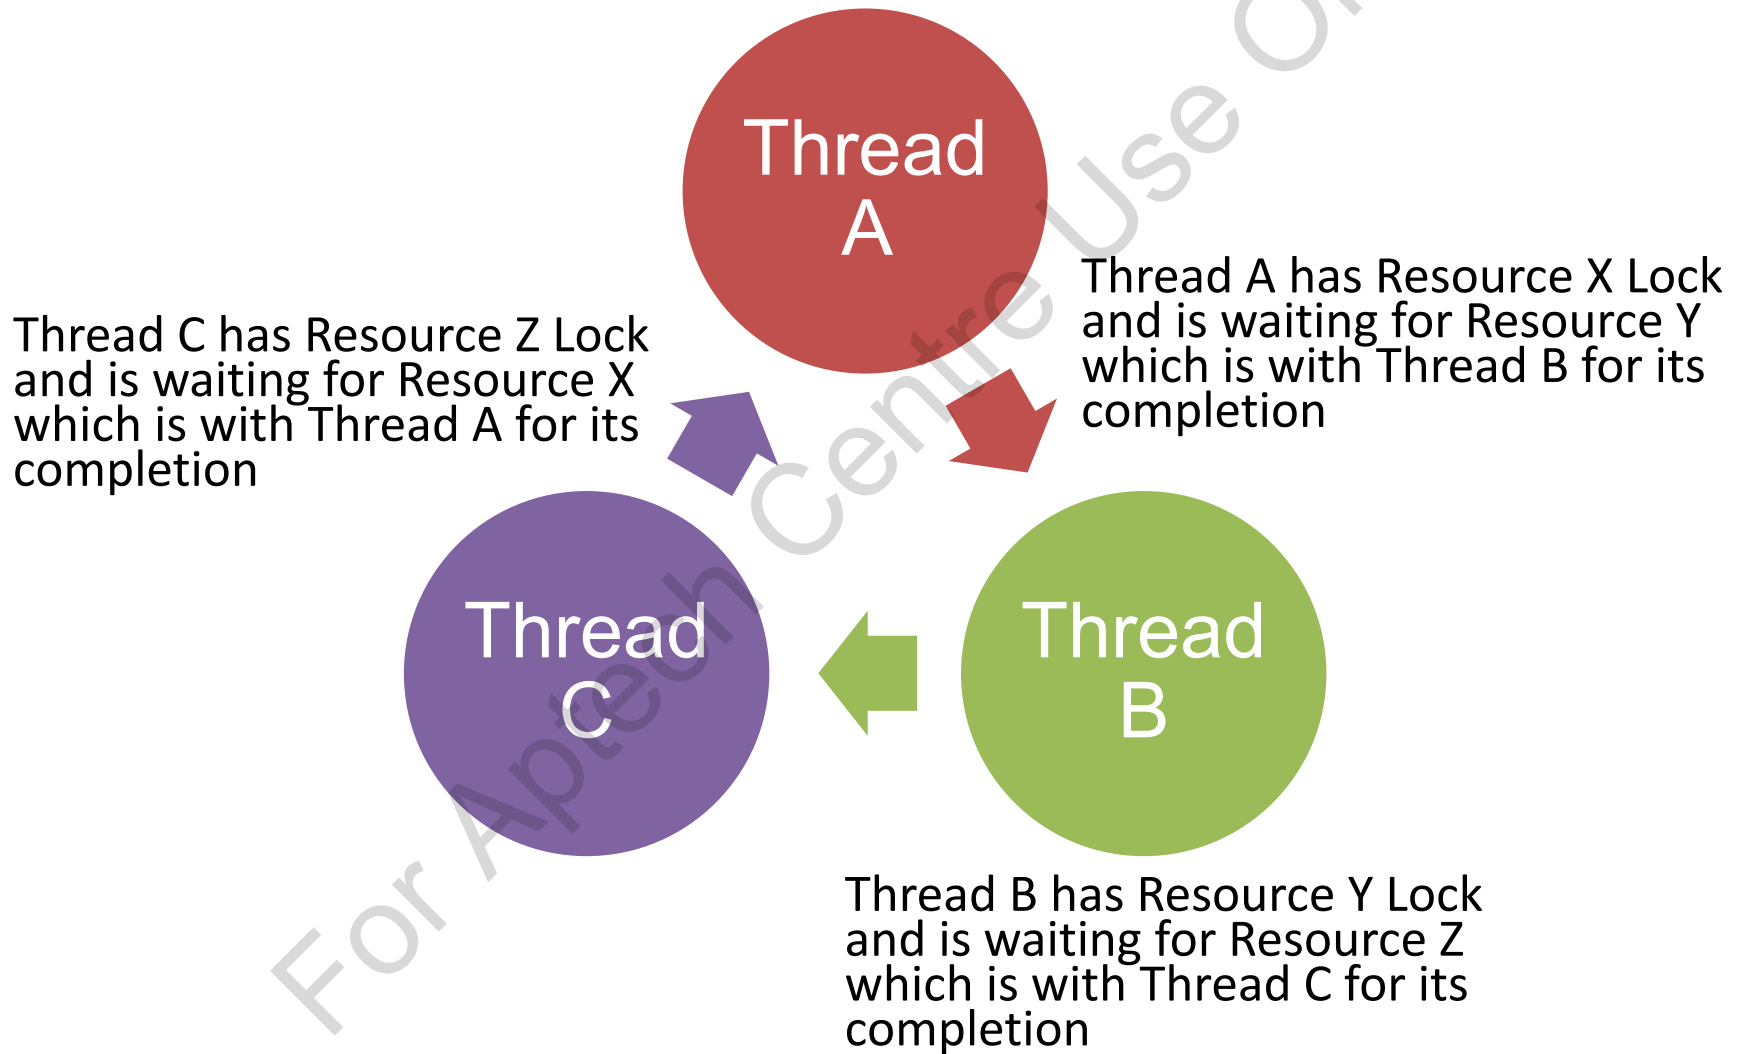 Thread
A
Thread A has Resource X Lock
and is waiting for Resource Y
which is with Thread B for its
completion
Thread C has Resource Z Lock
and is waiting for Resource X
which is with Thread A for its
completion
Thread
C
Thread
B
Thread B has Resource Y Lock
and is waiting for Resource Z
which is with Thread C for its
completion
For Aptech Centre Use